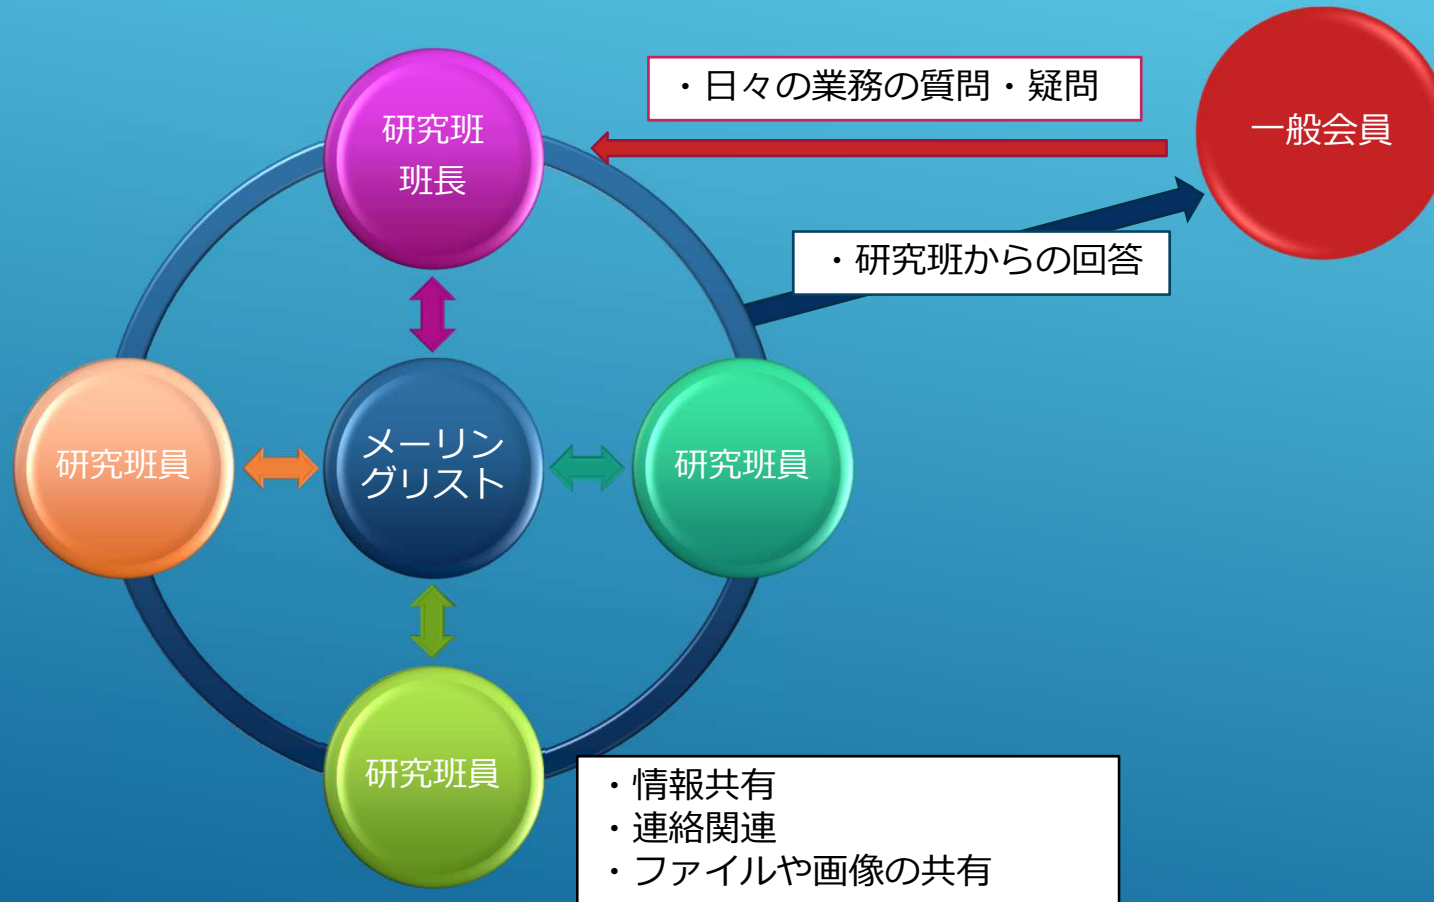 ・日々の業務の質問・疑問
一般会員
研究班
班長
・研究班からの回答
研究班員
メーリン
グリスト
研究班員
研究班員
・情報共有
・連絡関連
・ファイルや画像の共有